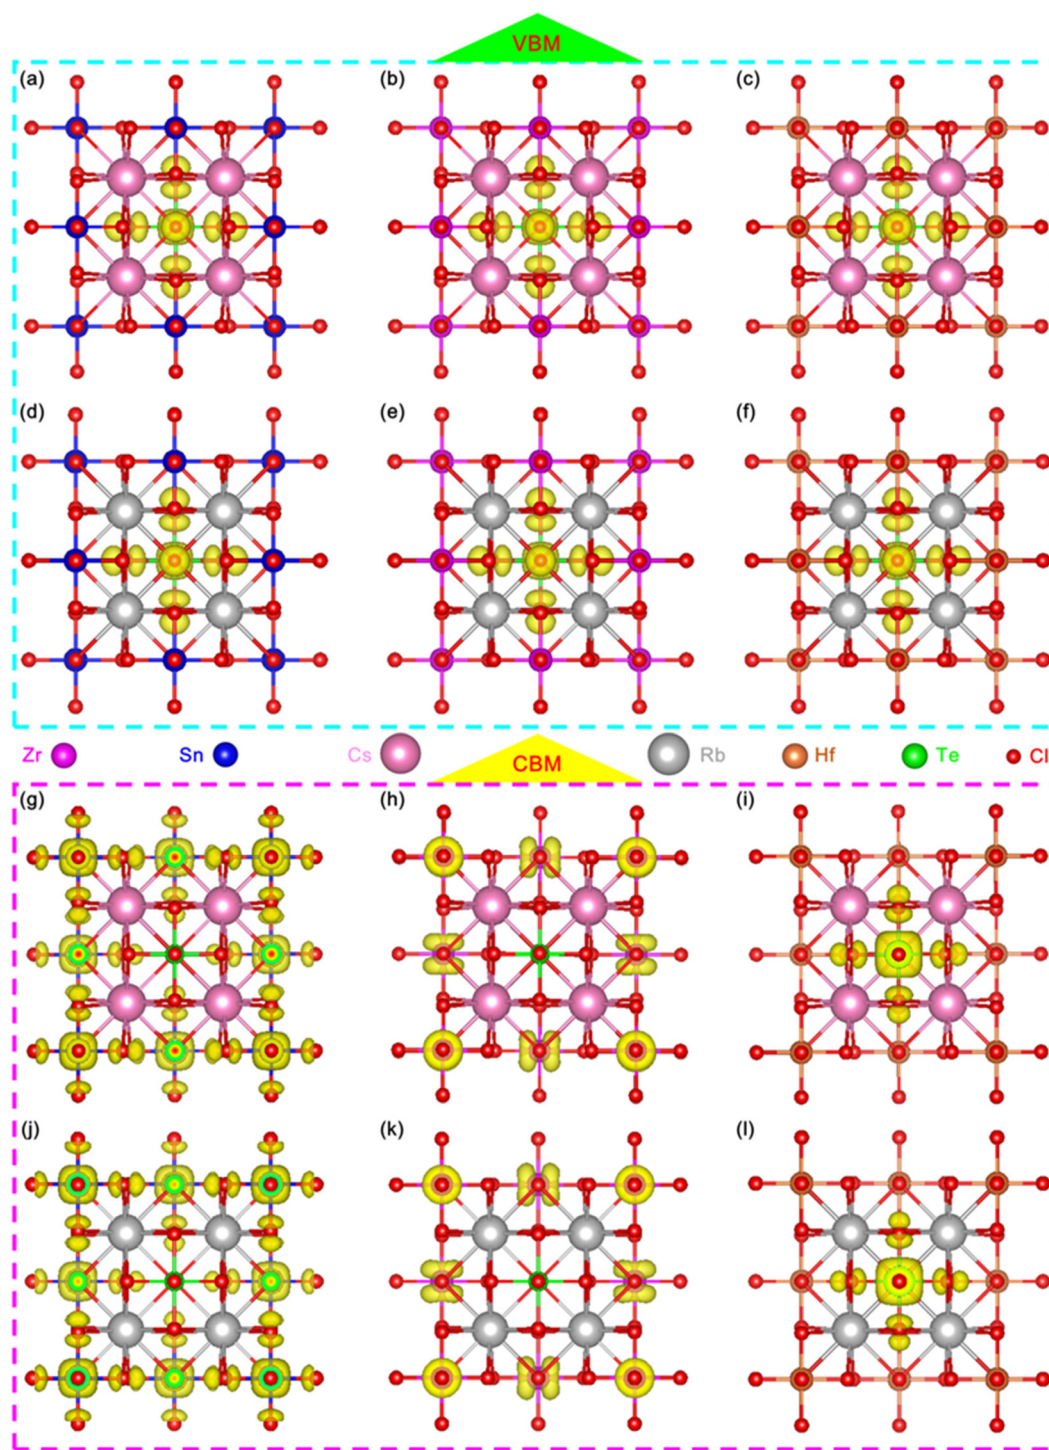 VBM
(a) (b) (c)
(d) (e) (f)
Zr Sn Cs Rb Hf Te Cl
CBM
(g) (h) (i)
(j) (k) (l)